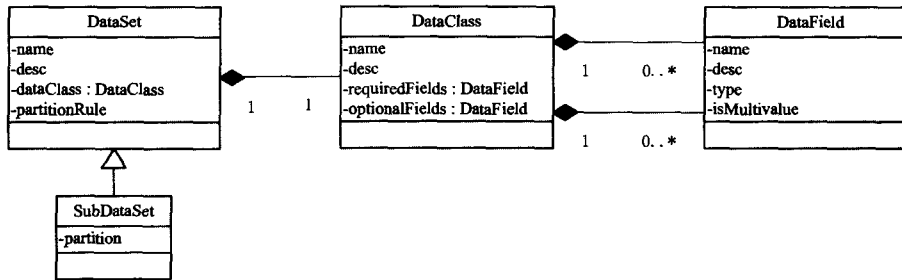 DataSet
-name
-desc
-dataClass : DataClass
-partitionRule
1
1
DataClass
-name
-desc
-requiredFields : DataField
-optionalFields : DataField
1
0..*
1
0..*
DataField
-name
-desc
-type
-isMultivalue
SubDataSet
-partition